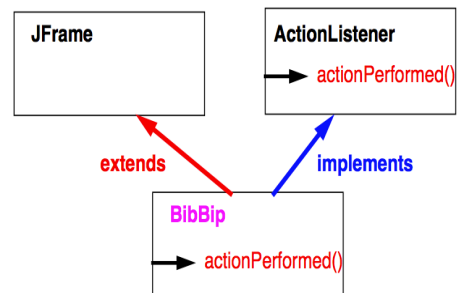 JFrame
ActionListener
actionPerformed()
extends
implements
BibBip
actionPerformed()